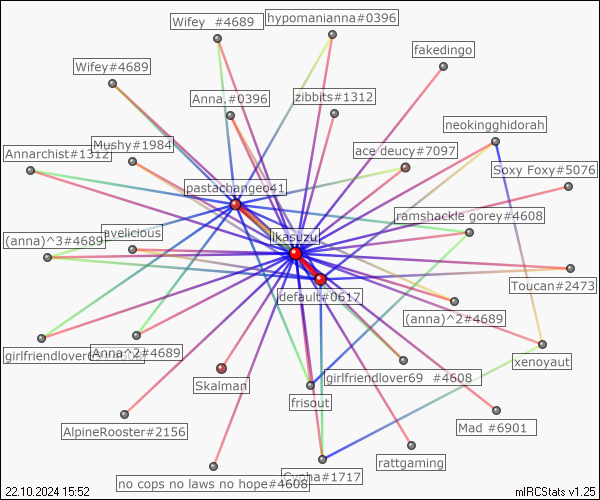 Wifey #4689
hypomanianna#0396
fakedingo
Wifey#4689
Anna.#0396
zibbits#1312
neokingghidorah
Annarchist#1312
Mushy#1984
ace deucy#7097
Soxy Foxy#5076
pastachangeo41
ramshackle gorey#4608
(anna)^3#4689
avelicious
ikasuzu
default#0617
Toucan#2473
(anna)^2#4689
girlfriendlover69
Anna^2#4689
xenoyaut
Skalman
girlfriendlover69 #4608
frisout
AlpineRooster#2156
Mad #6901
no cops no laws no hope#4608
Cypha#1717
rattgaming
22.10.2024 15:52
mIRCStats v1.25